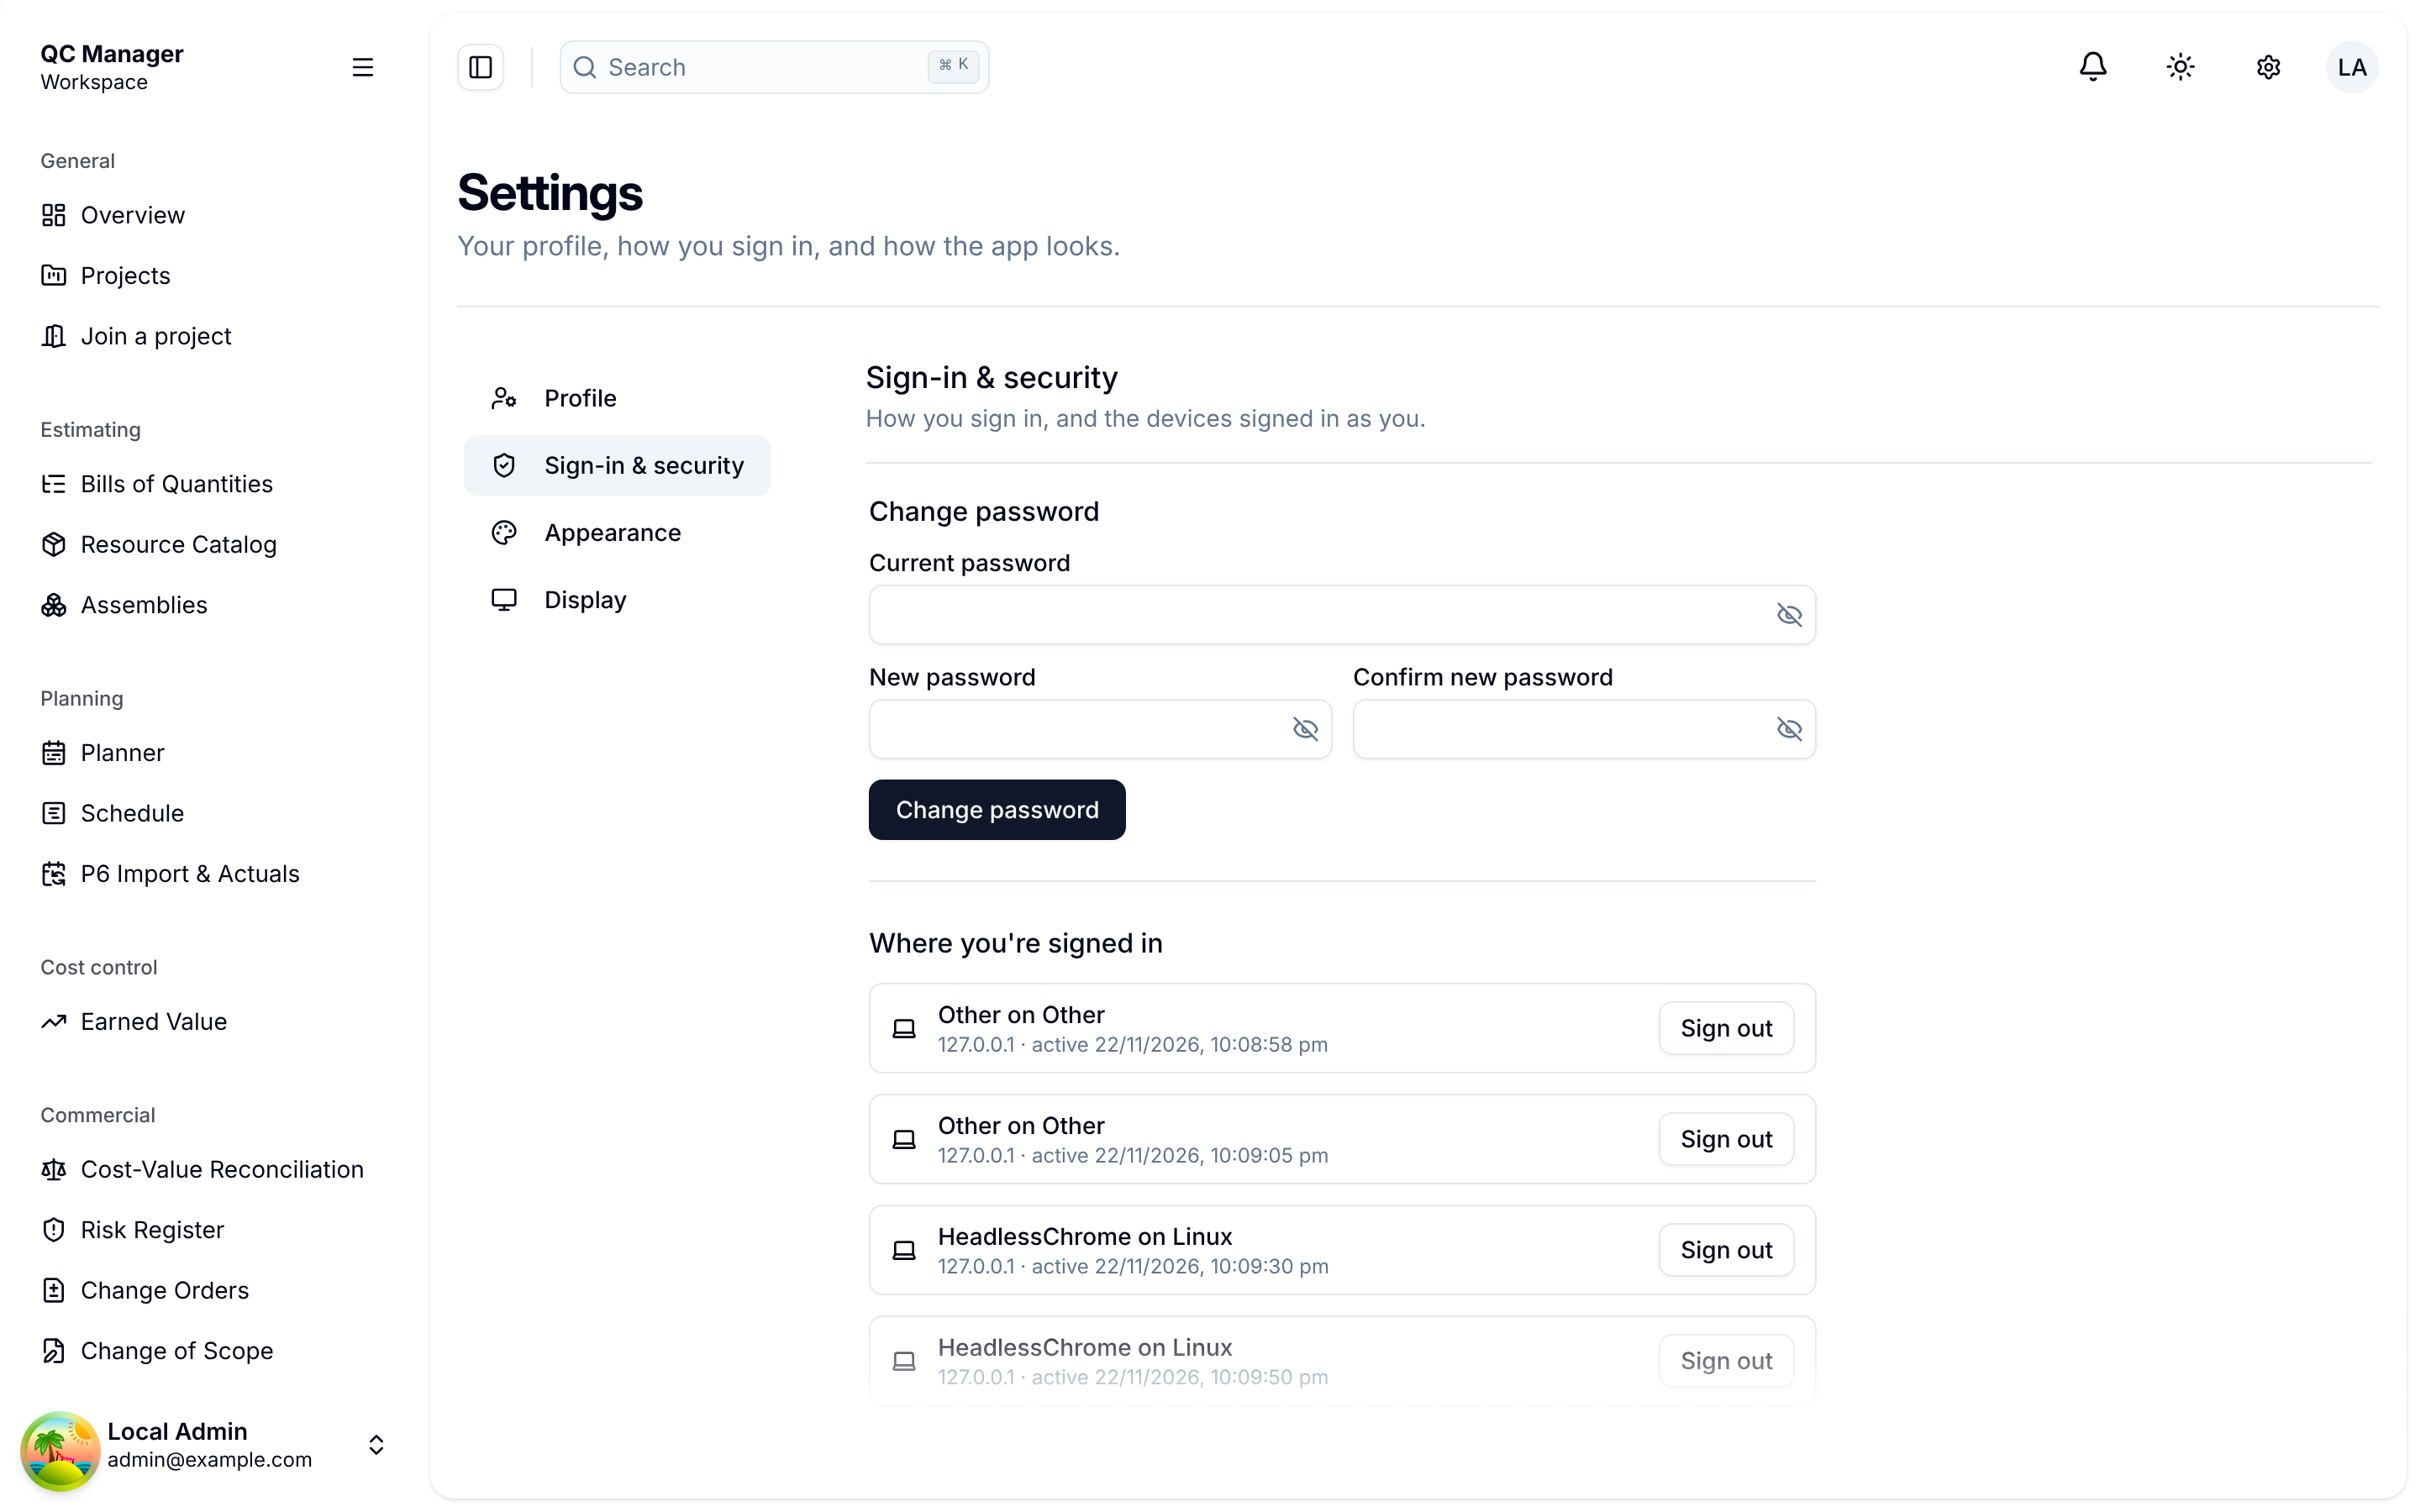 QC Manager
Workspace
General
Overview
Projects
Join a project
Estimating
Bills of Quantities
Resource Catalog
Assemblies
Planning
Planner
Schedule
P6 Import & Actuals
Cost control
Earned Value
Commercial
Cost-Value Reconciliation
Risk Register
Change Orders
Change of Scope
Local Admin
admin@example.com
Search
⌘ K
LA
Settings
Your profile, how you sign in, and how the app looks.
Profile
Sign-in & security
Appearance
Display
Sign-in & security
How you sign in, and the devices signed in as you.
Change password
Current password
New password
Confirm new password
Change password
Where you're signed in
Other on Other
127.0.0.1 · active 22/11/2026, 10:08:58 pm
Sign out
Other on Other
127.0.0.1 · active 22/11/2026, 10:09:05 pm
Sign out
HeadlessChrome on Linux
127.0.0.1 · active 22/11/2026, 10:09:30 pm
Sign out
HeadlessChrome on Linux
127.0.0.1 · active 22/11/2026, 10:09:50 pm
Sign out